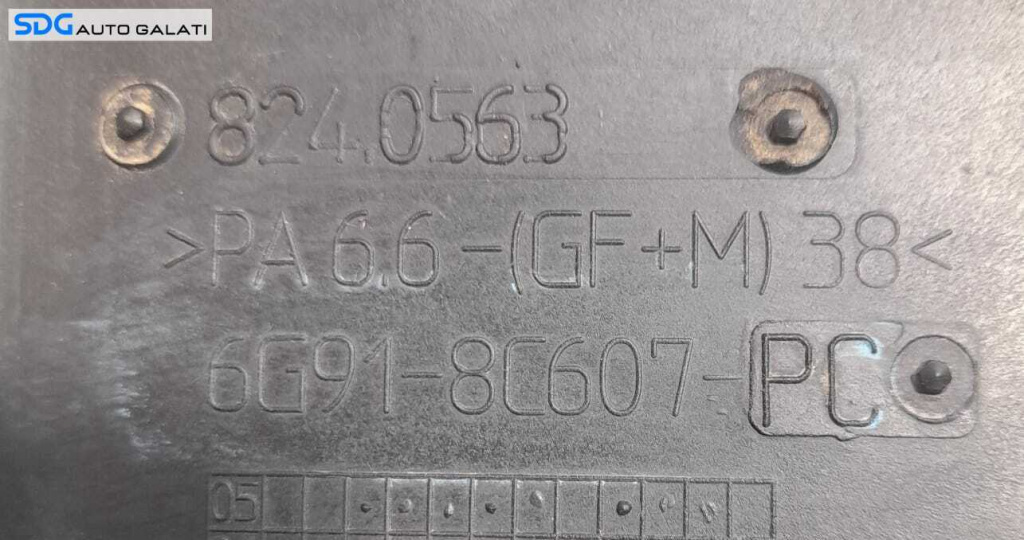 SDG AUTO GALATI
824.0563
>PA 6.6-(GF+M) 38<
6G91-8C607-PC
05